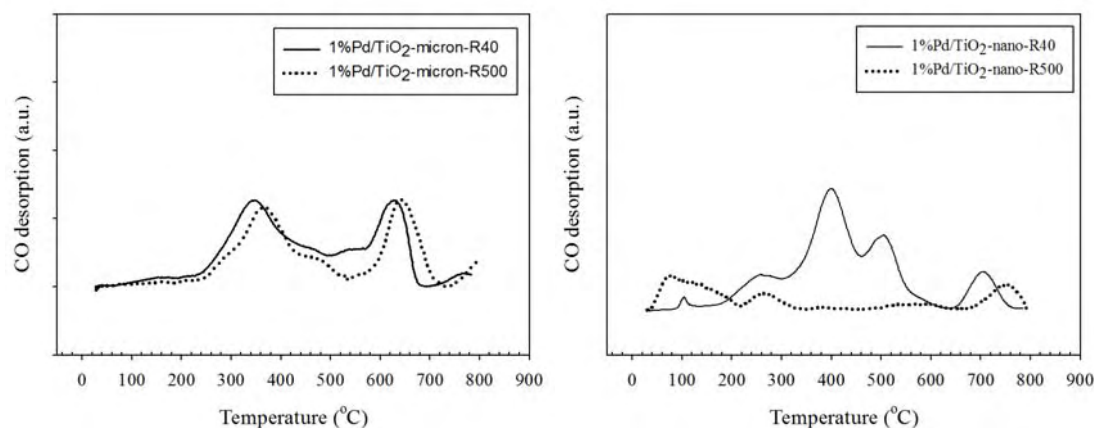 CO desorption (a.u.)
1%Pd/TiO2-micron-R40
1%Pd/TiO2-micron-R500
0 100 200 300 400 500 600 700 800 900
Temperature (oC)
CO desorption (a.u.)
1%Pd/TiO2-nano-R40
1%Pd/TiO2-nano-R500
0 100 200 300 400 500 600 700 800 900
Temperature (oC)